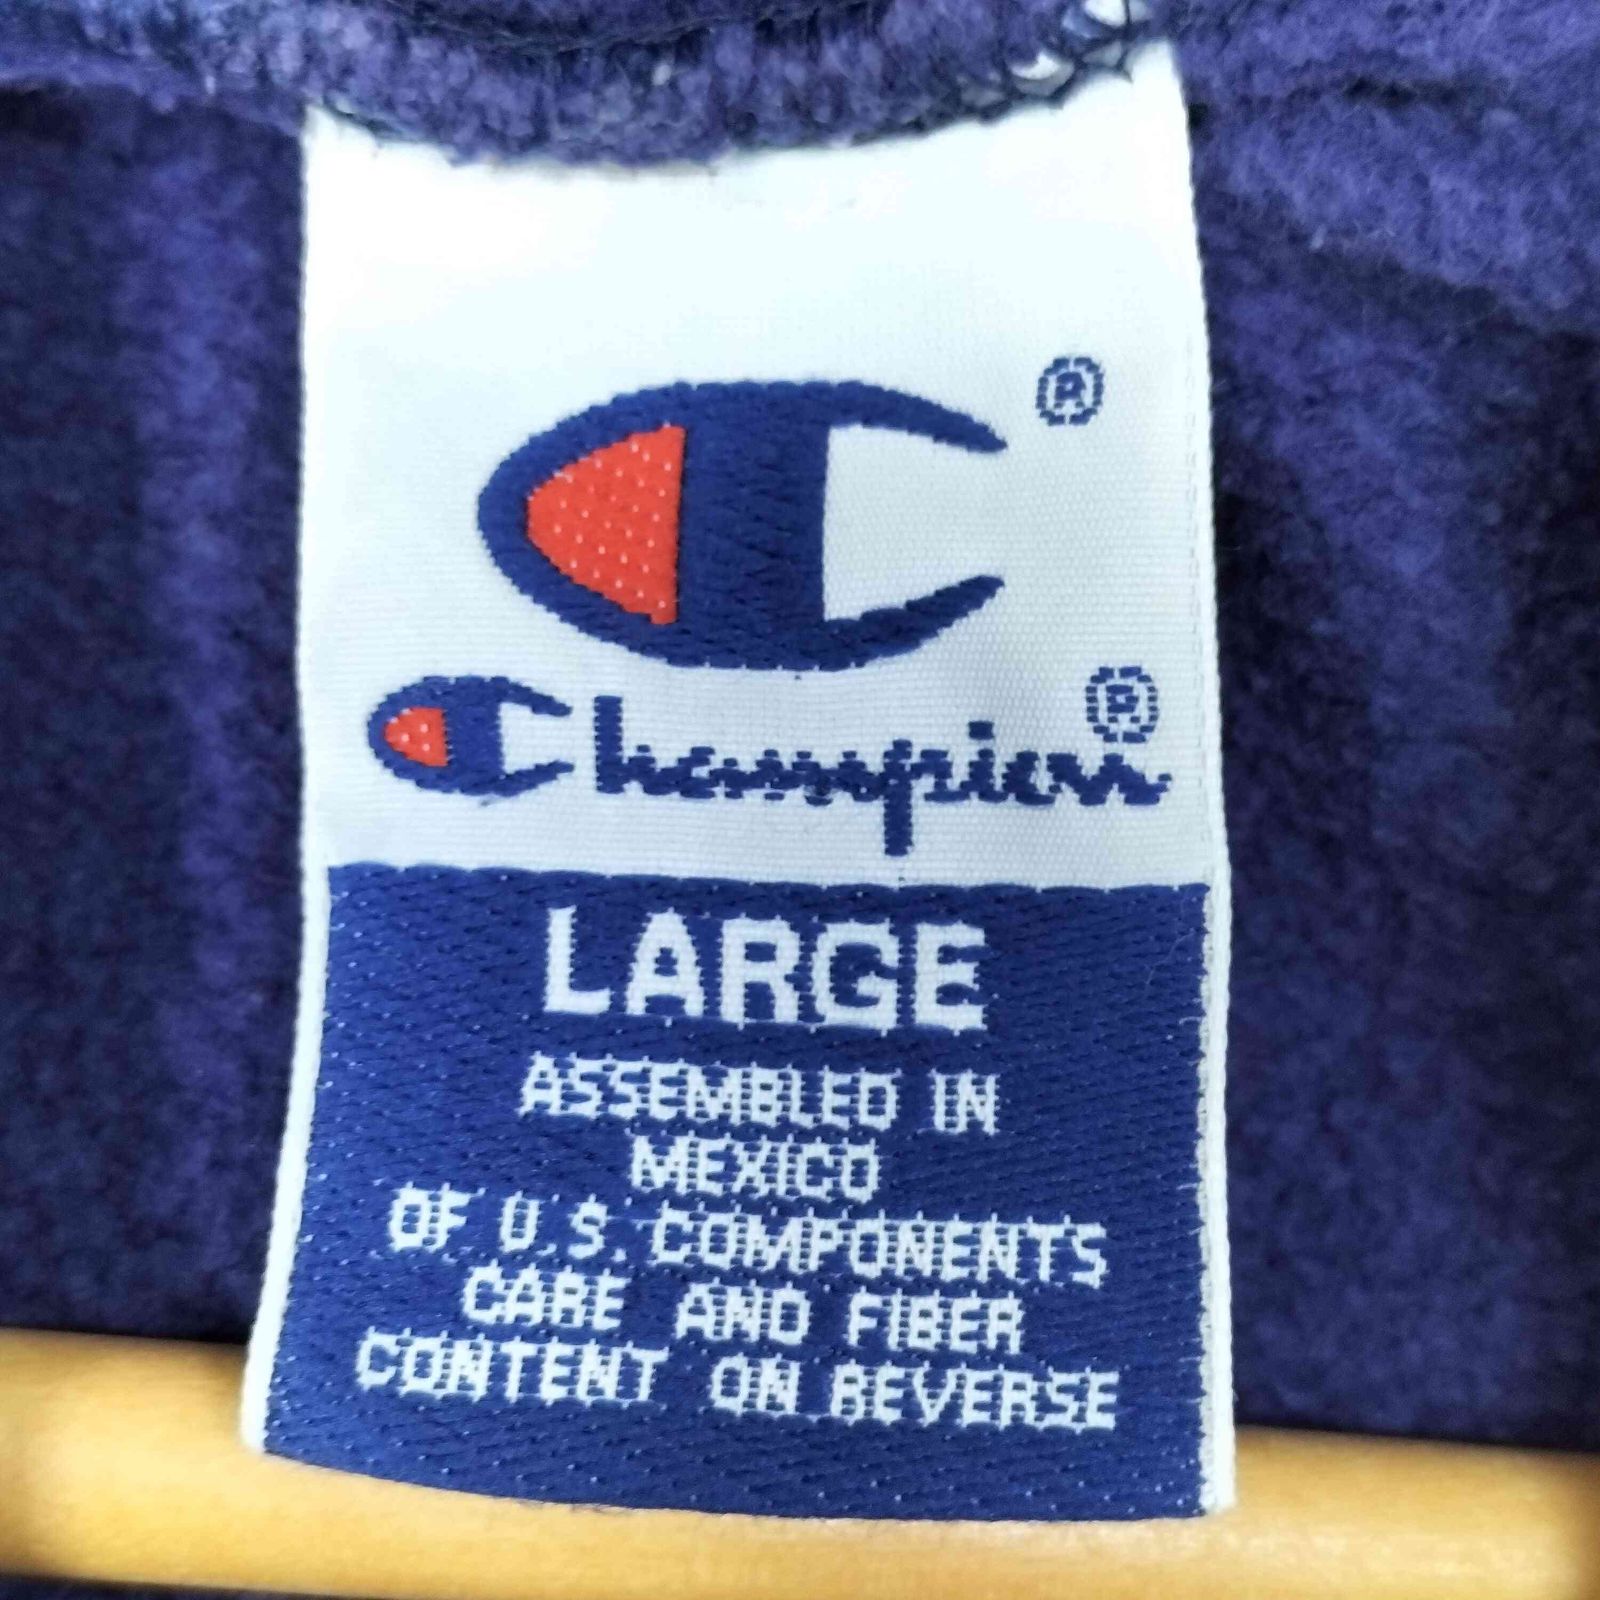 ®
Champion®
LARGE
ASSEMBLED IN
MEXICO
OF U.S. COMPONENTS
CARE AND FIBER
CONTENT ON REVERSE